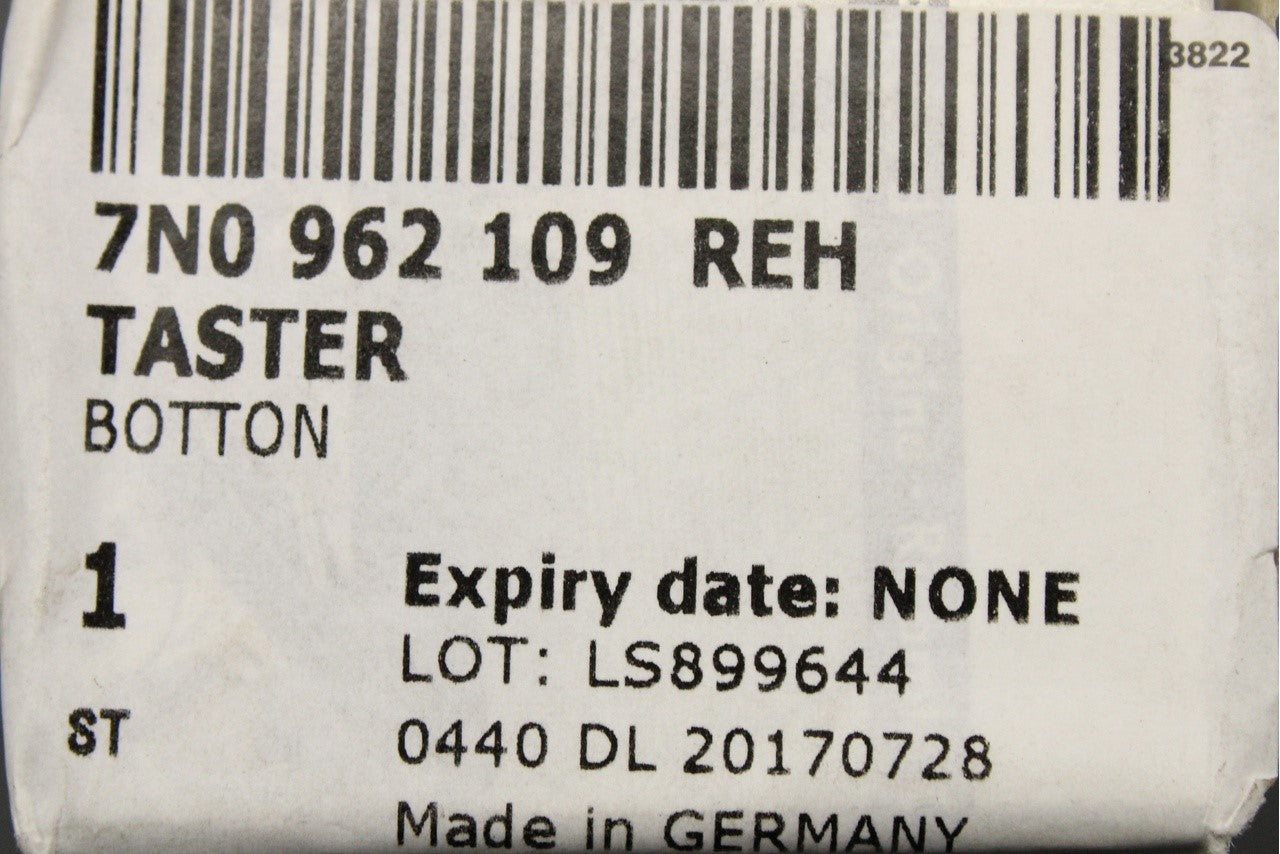 3822
7N0 962 109 REH
TASTER
BOTTON
1
Expiry date: NONE
LOT: LS899644
ST
0440 DL 20170728
Made in GERMANY